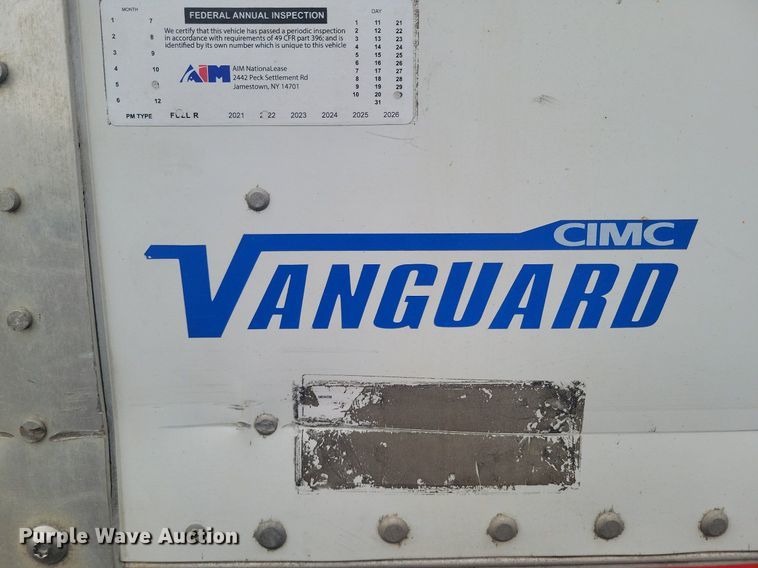 FEDERAL ANNUAL INSPECTION
MONTH
DAY
We certify that this vehicle has passed a periodic inspection
in accordance with requirements of 49 CFR part 396; and is
identified by its own number which is unique to this vehicle
1 7
2 8
3 9
4 10
5
6 12
1 11 21
2 12 22
3 13 23
4 14 24
5 15 25
6 16 26
7 17 27
8 18 28
9 19 29
10 20
31
AIM
AIM NationaLease
2442 Peck Settlement Rd
Jamestown, NY 14701
PM TYPE FULL R 2021 2022 2023 2024 2025 2026
CIMC
VANGUARD
Purple Wave Auction